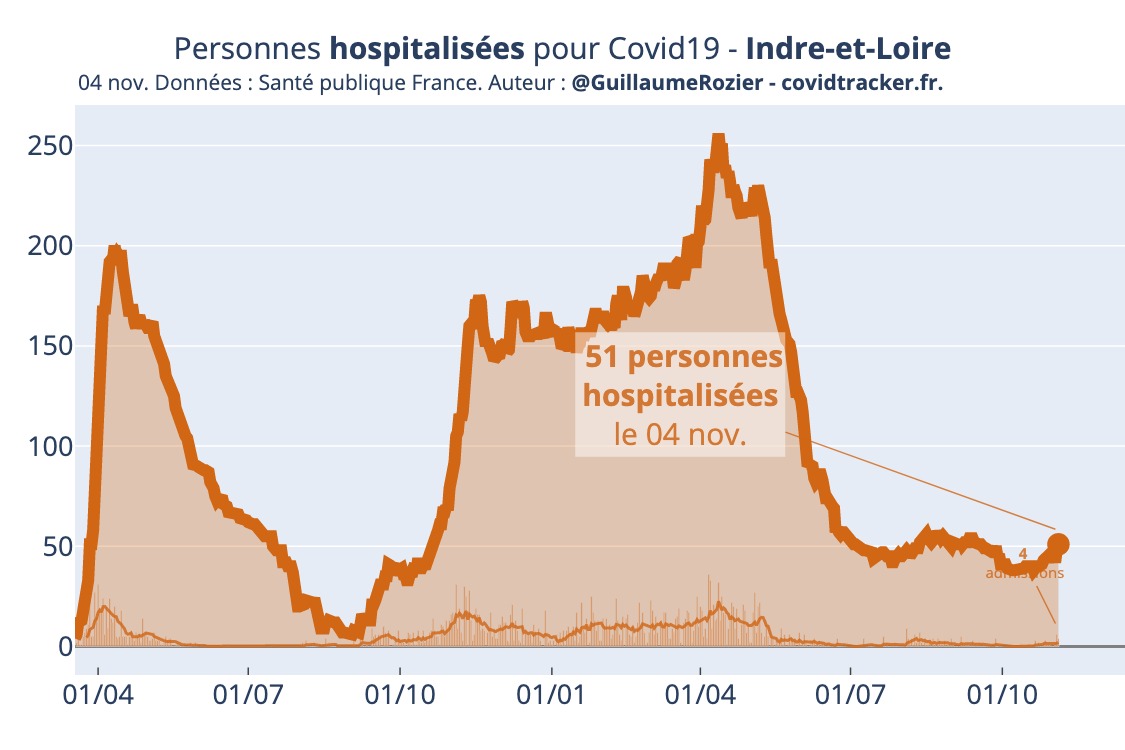 Personnes hospitalisées pour Covid19 - Indre-et-Loire
04 nov. Données : Santé publique France. Auteur : @GuillaumeRozier - covidtracker.fr.
250
200
150
100
50
0
51 personnes
hospitalisées
le 04 nov.
4
admissions
01/04 01/07 01/10 01/01 01/04 01/07 01/10